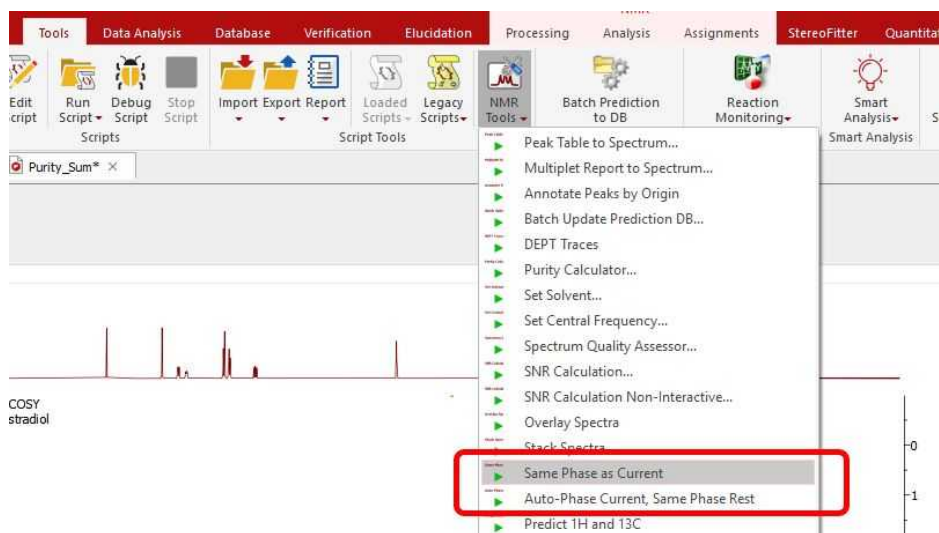 NMR
Tools Data Analysis Database Verification Elucidation Processing Analysis Assignments StereoFitter Quantita
Edit Run Debug Stop Import Export Report Loaded Legacy NMR Batch Prediction Reaction Smart
cript Script Script Script Scripts Scripts Tools to DB Monitoring Analysis S
Scripts Script Tools Smart Analysis
Purity_Sum* ×
Peak Table to Spectrum...
Multiplet Report to Spectrum...
Annotate Peaks by Origin
Batch Update Prediction DB...
DEPT Traces
Purity Calculator...
Set Solvent...
Set Central Frequency...
Spectrum Quality Assessor...
SNR Calculation...
SNR Calculation Non-Interactive...
Overlay Spectra
Stack Spectra
Same Phase as Current
Auto-Phase Current, Same Phase Rest
Predict 1H and 13C
COSY
stradiol
0
1